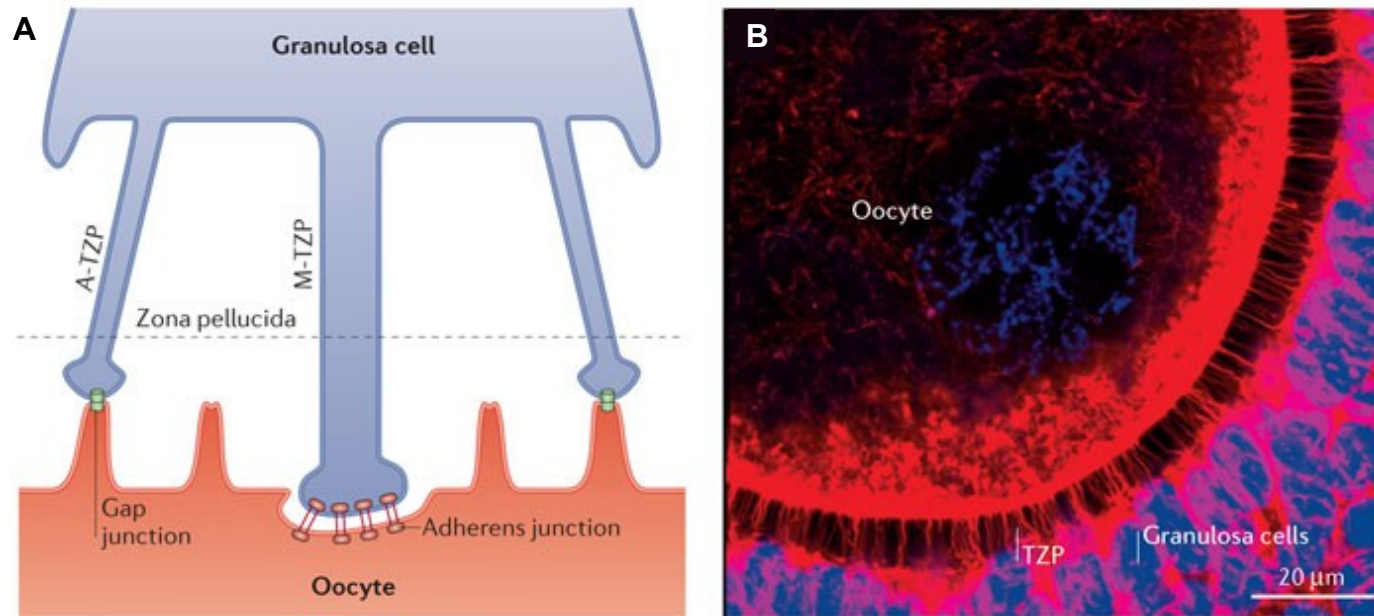 A
Granulosa cell
A-TZP
M-TZP
Zona pellucida
Gap
junction
Adherens junction
Oocyte
B
Oocyte
TZP
Granulosa cells
20 μm